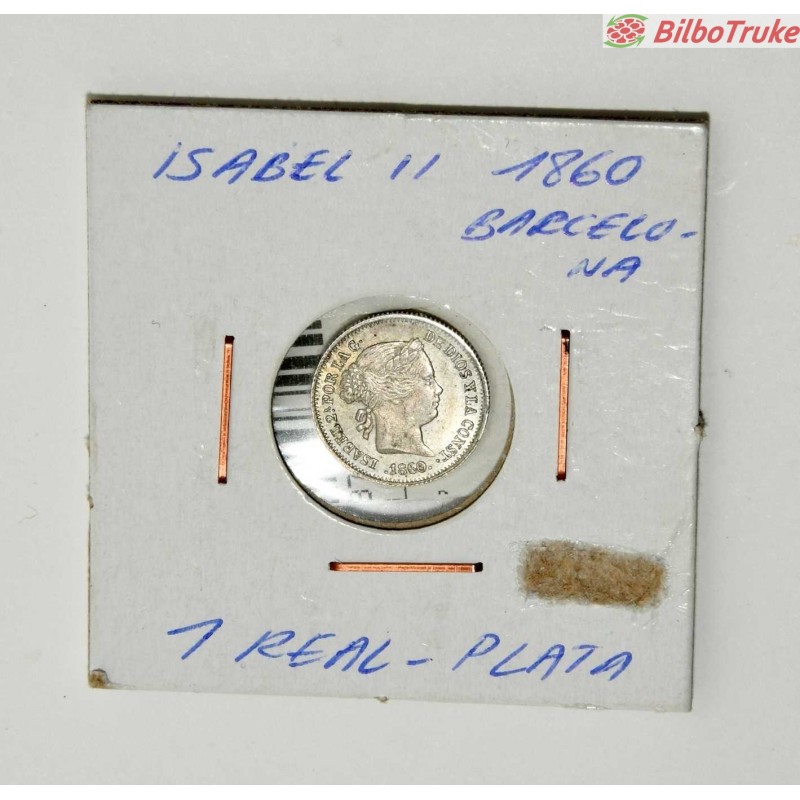 BilboTruke
ISABEL II 1860
BARCELO-
NA
ISABEL 2ª POR LA G. DE DIOS Y LA CONST.
.1860.
1 REAL - PLATA